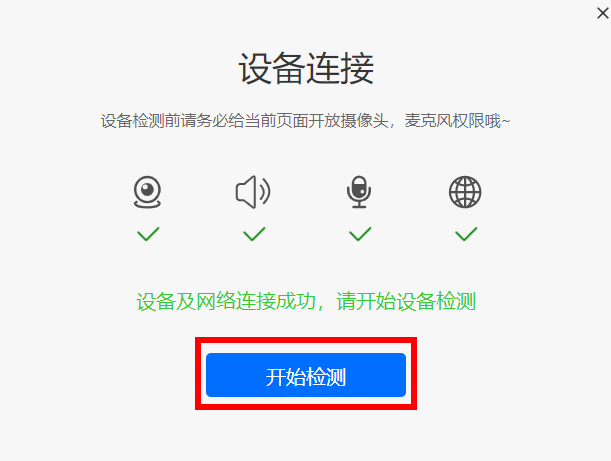 设备连接
设备检测前请务必给当前页面开放摄像头，麦克风权限哦~
设备及网络连接成功，请开始设备检测
开始检测